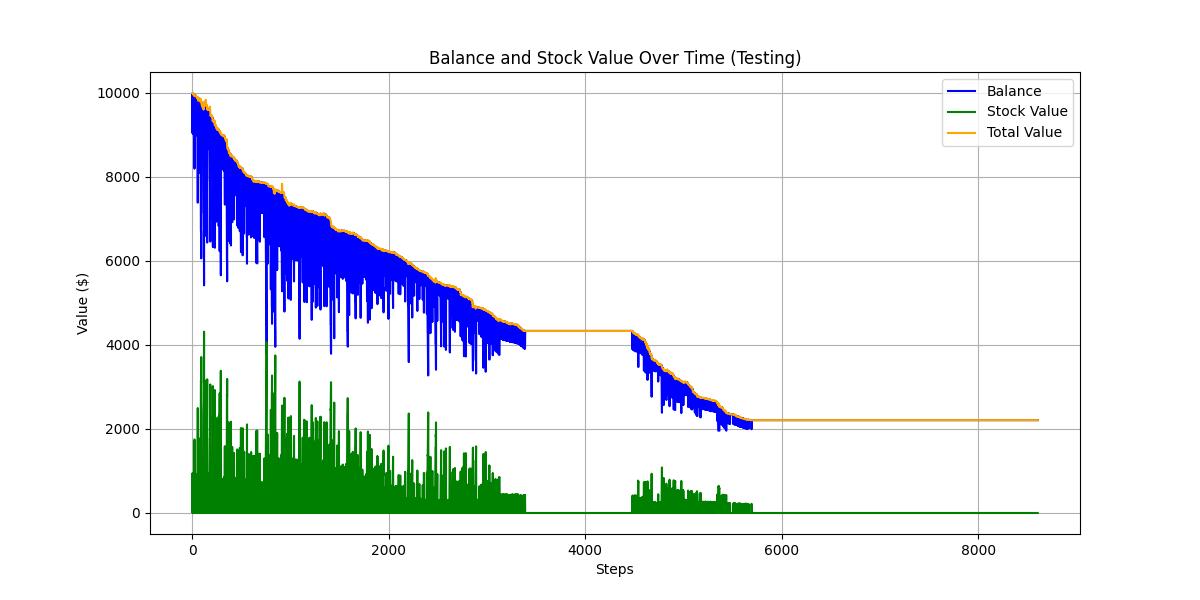 Balance and Stock Value Over Time (Testing)
Balance
Stock Value
Total Value
Value ($)
10000
8000
6000
4000
2000
0
0 2000 4000 6000 8000
Steps